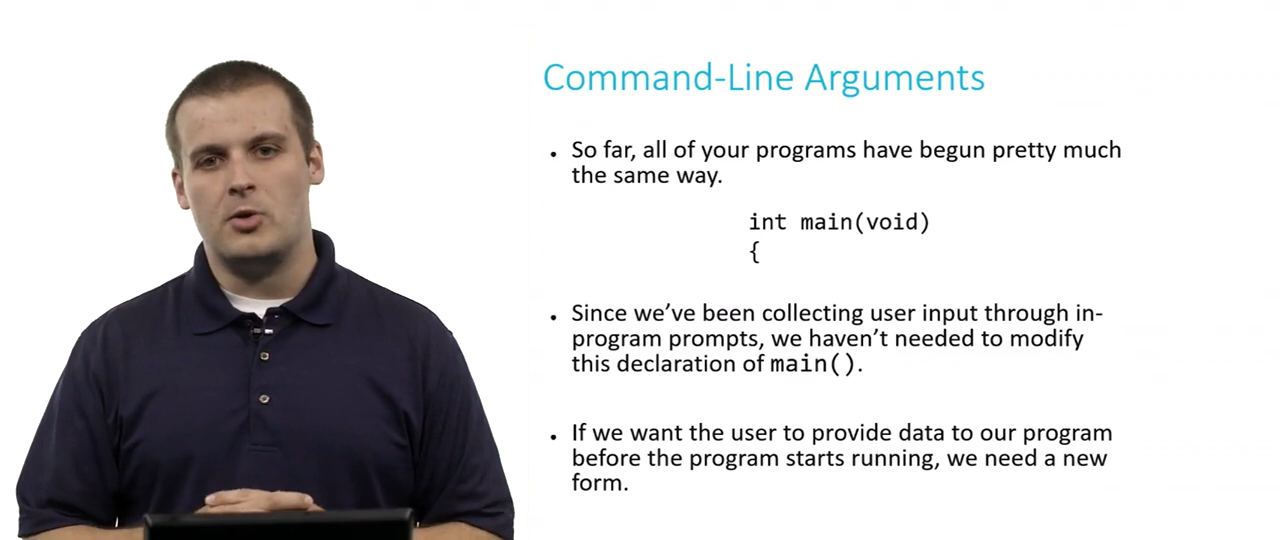 Command-Line Arguments
• So far, all of your programs have begun pretty much
the same way.
int main(void)
{
• Since we’ve been collecting user input through in-
program prompts, we haven’t needed to modify
this declaration of main().
• If we want the user to provide data to our program
before the program starts running, we need a new
form.